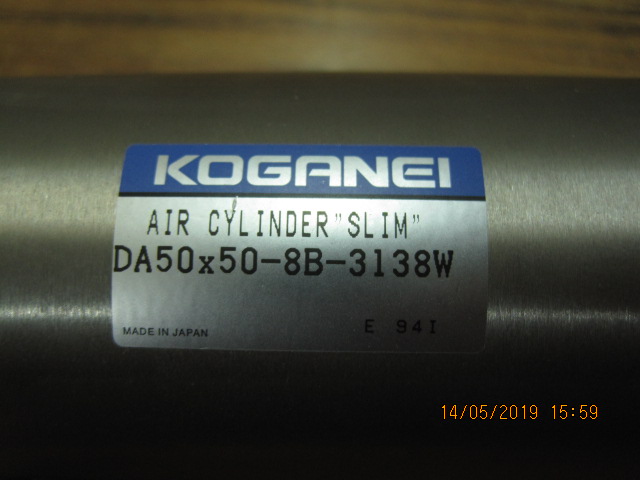 KOGANEI
AIR CYLINDER "SLIM"
DA50x50-8B-3138W
MADE IN JAPAN
E 94I
14/05/2019 15:59